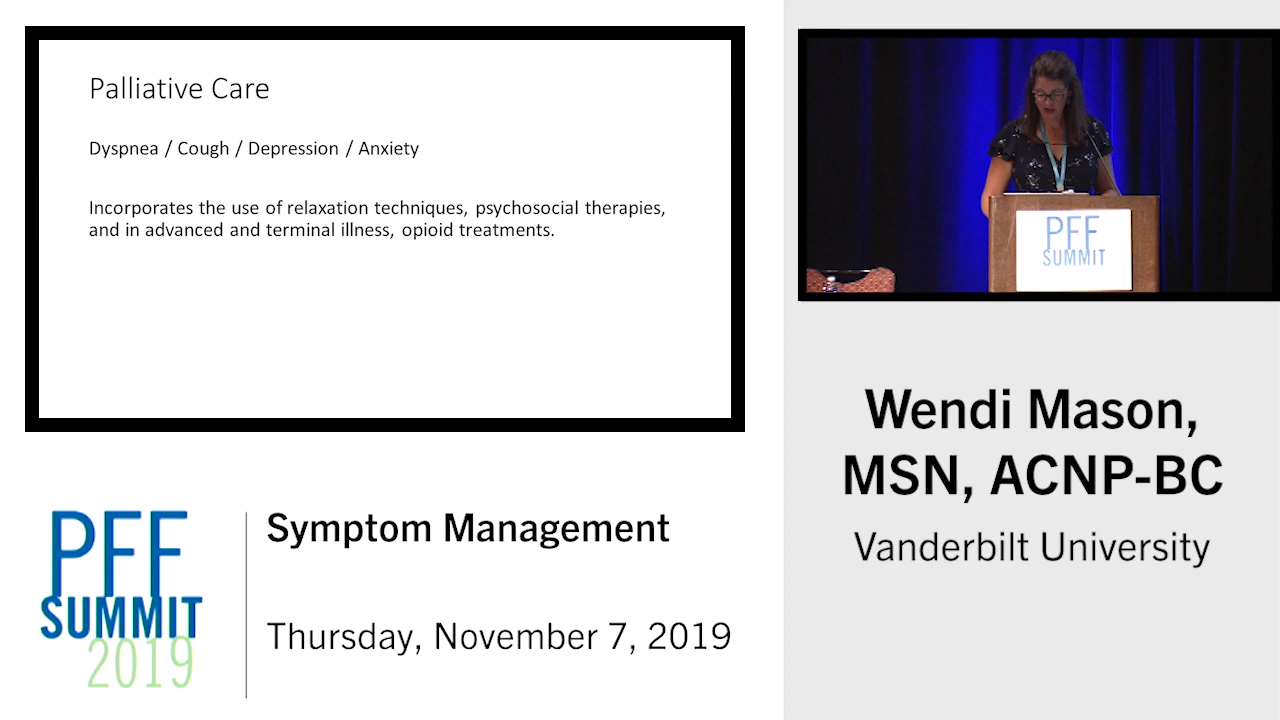 Palliative Care
Dyspnea / Cough / Depression / Anxiety
Incorporates the use of relaxation techniques, psychosocial therapies,
and in advanced and terminal illness, opioid treatments.
PFF
SUMMIT
Wendi Mason,
MSN, ACNP-BC
Vanderbilt University
PFF
SUMMIT
2019
Symptom Management
Thursday, November 7, 2019